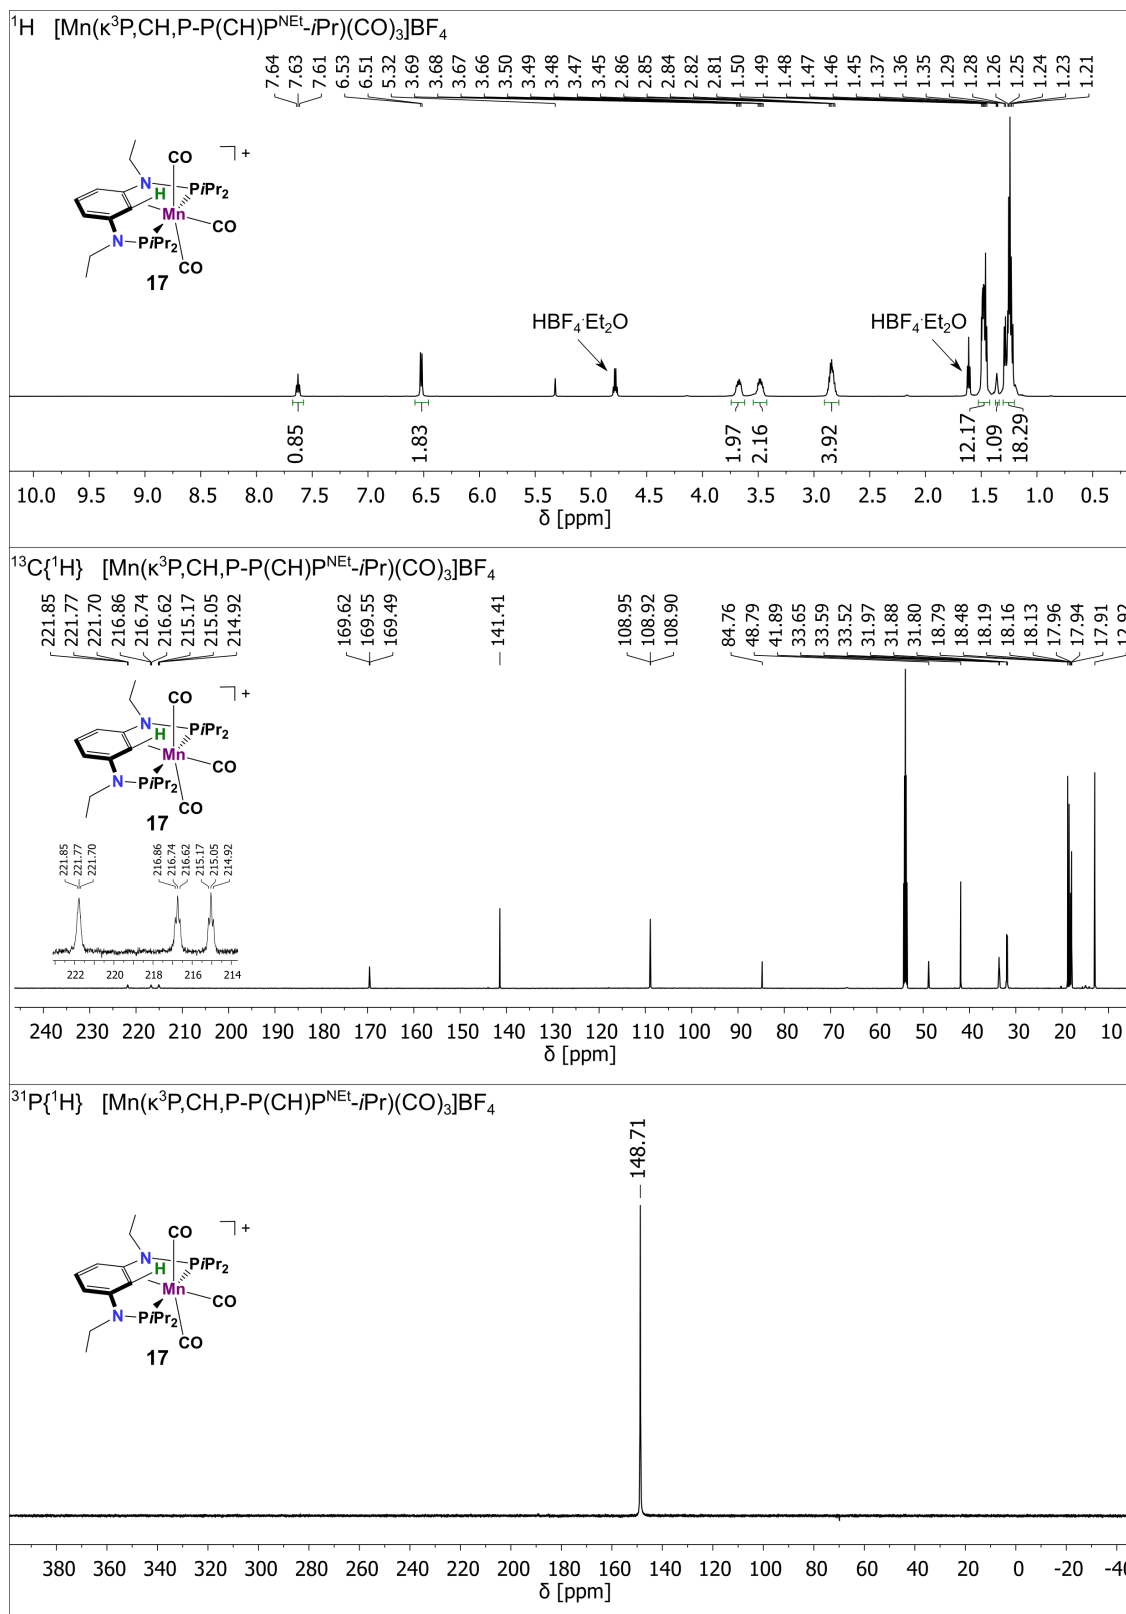 ¹H [Mn(κ³P,CH,P-P(CH)Pᴺᴱᵗ-iPr)(CO)₃]BF₄
7.64 7.63 7.61 6.53 6.51 5.32 3.69 3.68 3.67 3.66 3.50 3.49 3.48 3.47 3.45 2.86 2.85 2.84 2.82 2.81 1.50 1.49 1.48 1.47 1.46 1.45 1.37 1.36 1.35 1.29 1.28 1.26 1.25 1.24 1.23 1.21
CO
⁺
N
H
PiPr₂
Mn
CO
N
PiPr₂
CO
17
HBF₄·Et₂O
HBF₄·Et₂O
0.85 1.83 1.97 2.16 3.92 12.17 1.09 18.29
10.0 9.5 9.0 8.5 8.0 7.5 7.0 6.5 6.0 5.5 5.0 4.5 4.0 3.5 3.0 2.5 2.0 1.5 1.0 0.5
δ [ppm]
¹³C{¹H} [Mn(κ³P,CH,P-P(CH)Pᴺᴱᵗ-iPr)(CO)₃]BF₄
221.85 221.77 221.70 216.86 216.74 216.62 215.17 215.05 214.92 169.62 169.55 169.49 141.41 108.95 108.92 108.90 84.76 48.79 41.89 33.65 33.59 33.52 31.97 31.88 31.80 18.79 18.48 18.19 18.16 18.13 17.96 17.94 17.91
CO
⁺
N
H
PiPr₂
Mn
CO
N
PiPr₂
CO
17
221.85 221.77 221.70 216.86 216.74 216.62 215.17 215.05 214.92
222 220 218 216 214
240 230 220 210 200 190 180 170 160 150 140 130 120 110 100 90 80 70 60 50 40 30 20 10
δ [ppm]
³¹P{¹H} [Mn(κ³P,CH,P-P(CH)Pᴺᴱᵗ-iPr)(CO)₃]BF₄
148.71
CO
⁺
N
H
PiPr₂
Mn
CO
N
PiPr₂
CO
17
380 360 340 320 300 280 260 240 220 200 180 160 140 120 100 80 60 40 20 0 -20
δ [ppm]